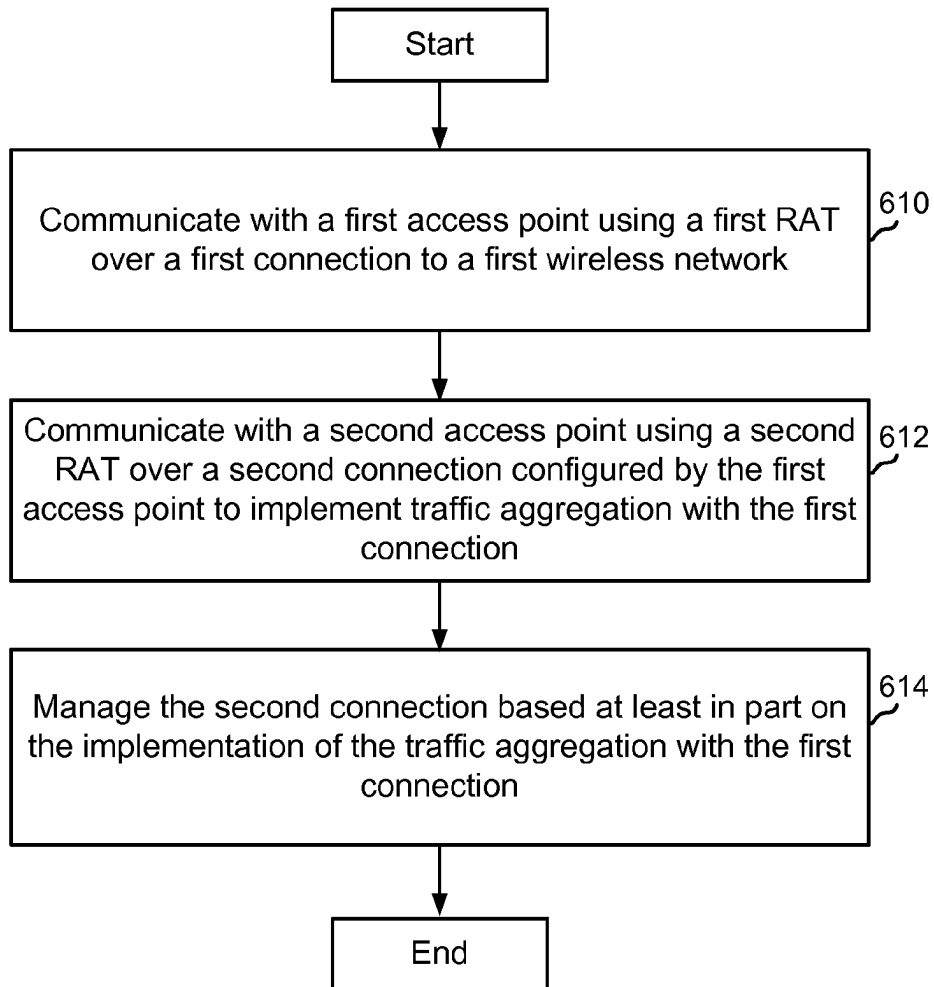 Start
Communicate with a first access point using a first RAT
over a first connection to a first wireless network
610
Communicate with a second access point using a second
RAT over a second connection configured by the first
access point to implement traffic aggregation with the first
connection
612
Manage the second connection based at least in part on
the implementation of the traffic aggregation with the first
connection
614
End